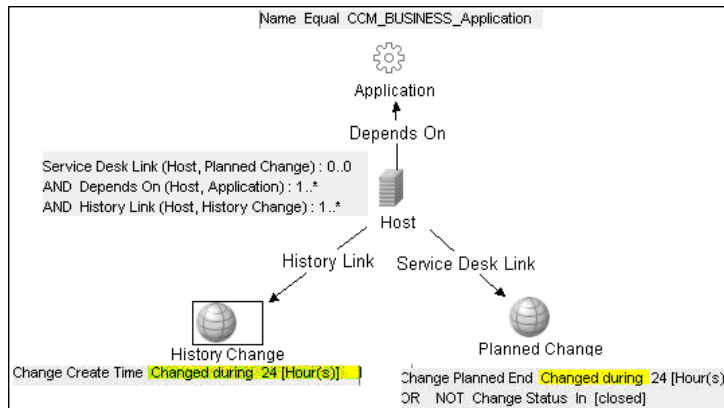 Name Equal CCM_BUSINESS_Application
Application
Depends On
Service Desk Link (Host, Planned Change) : 0..0
AND Depends On (Host, Application) : 1..*
AND History Link (Host, History Change) : 1..*
Host
History Link
Service Desk Link
History Change
Planned Change
Change Create Time Changed during 24 [Hour(s)]
Change Planned End Changed during 24 [Hour(s)
OR NOT Change Status In [closed]